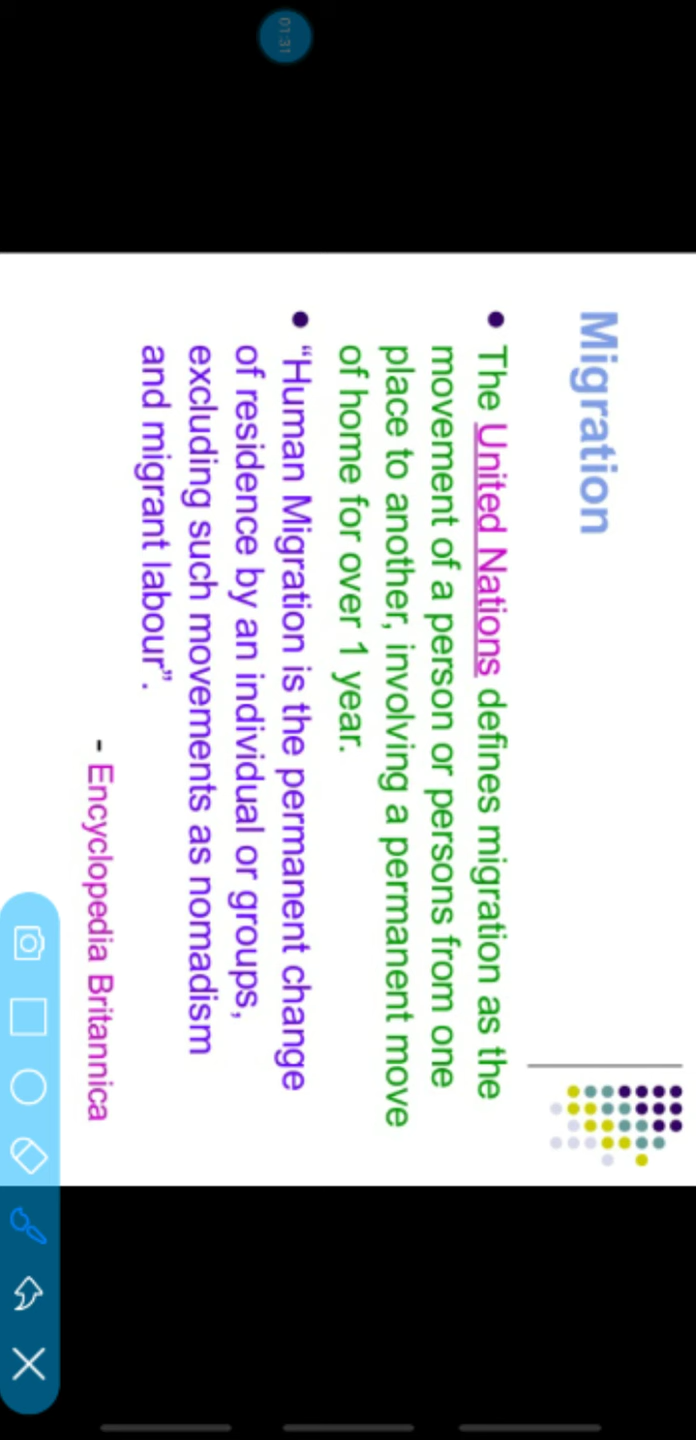 01:31
Migration
• The United Nations defines migration as the
movement of a person or persons from one
place to another, involving a permanent move
of home for over 1 year.
• “Human Migration is the permanent change
of residence by an individual or groups,
excluding such movements as nomadism
and migrant labour”.
- Encyclopedia Britannica